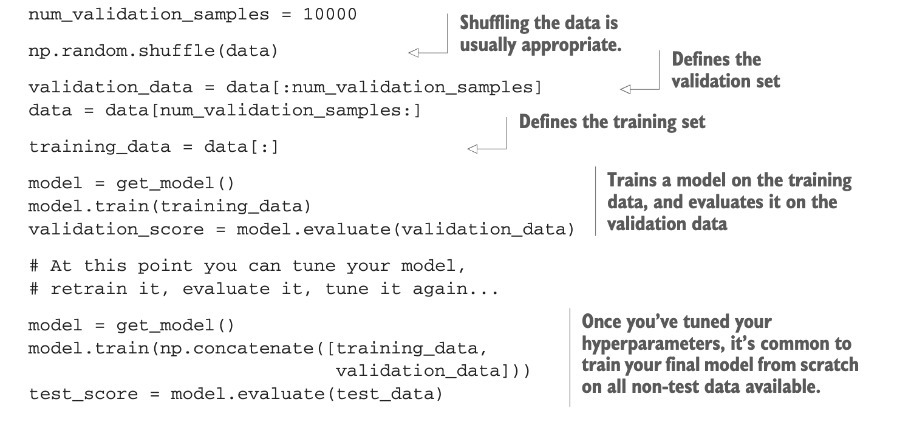 num_validation_samples = 10000
Shuffling the data is
usually appropriate.
np.random.shuffle(data)
Defines the
validation set
validation_data = data[:num_validation_samples]
data = data[num_validation_samples:]
Defines the training set
training_data = data[:]
model = get_model()
model.train(training_data)
validation_score = model.evaluate(validation_data)
Trains a model on the training
data, and evaluates it on the
validation data
# At this point you can tune your model,
# retrain it, evaluate it, tune it again...
model = get_model()
model.train(np.concatenate([training_data,
validation_data]))
test_score = model.evaluate(test_data)
Once you've tuned your
hyperparameters, it's common to
train your final model from scratch
on all non-test data available.